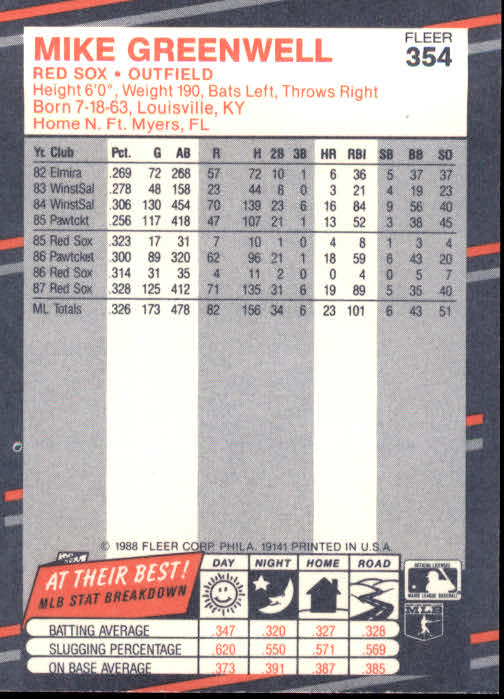 MIKE GREENWELL
FLEER
354
RED SOX • OUTFIELD
Height 6'0", Weight 190, Bats Left, Throws Right
Born 7-18-63, Louisville, KY
Home N. Ft. Myers, FL
Yr. Club Pct. G AB R H 2B 3B HR RBI SB BB SO
82 Elmira .269 72 268 57 72 10 1 6 36 5 37 37
83 WinstSal .278 48 158 23 44 8 0 3 21 4 19 23
84 WinstSal .306 130 454 70 139 23 6 16 84 9 56 40
85 Pawtckt .256 117 418 47 107 21 1 13 52 3 38 45
85 Red Sox .323 17 31 7 10 1 0 4 8 1 3 4
86 Pawtcket .300 89 320 62 96 21 1 18 59 6 43 20
86 Red Sox .314 31 35 4 11 2 0 0 4 0 5 7
87 Red Sox .328 125 412 71 135 31 6 19 89 5 35 40
ML Totals .326 173 478 82 156 34 6 23 101 6 43 51
© 1988 FLEER CORP. PHILA. 19141 PRINTED IN U.S.A.
AT THEIR BEST!
MLB STAT BREAKDOWN
DAY NIGHT HOME ROAD
OFFICIAL LICENSEE
MAJOR LEAGUE BASEBALL
MLB
BATTING AVERAGE .347 .320 .327 .328
SLUGGING PERCENTAGE .620 .550 .571 .569
ON BASE AVERAGE .373 .391 .387 .385